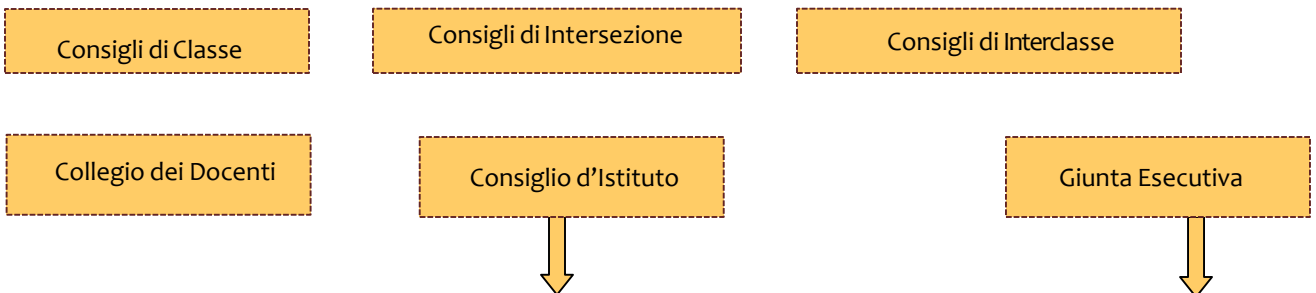 Consigli di Classe
Consigli di Intersezione
Consigli di Interclasse
Collegio dei Docenti
Consiglio d’Istituto
Giunta Esecutiva